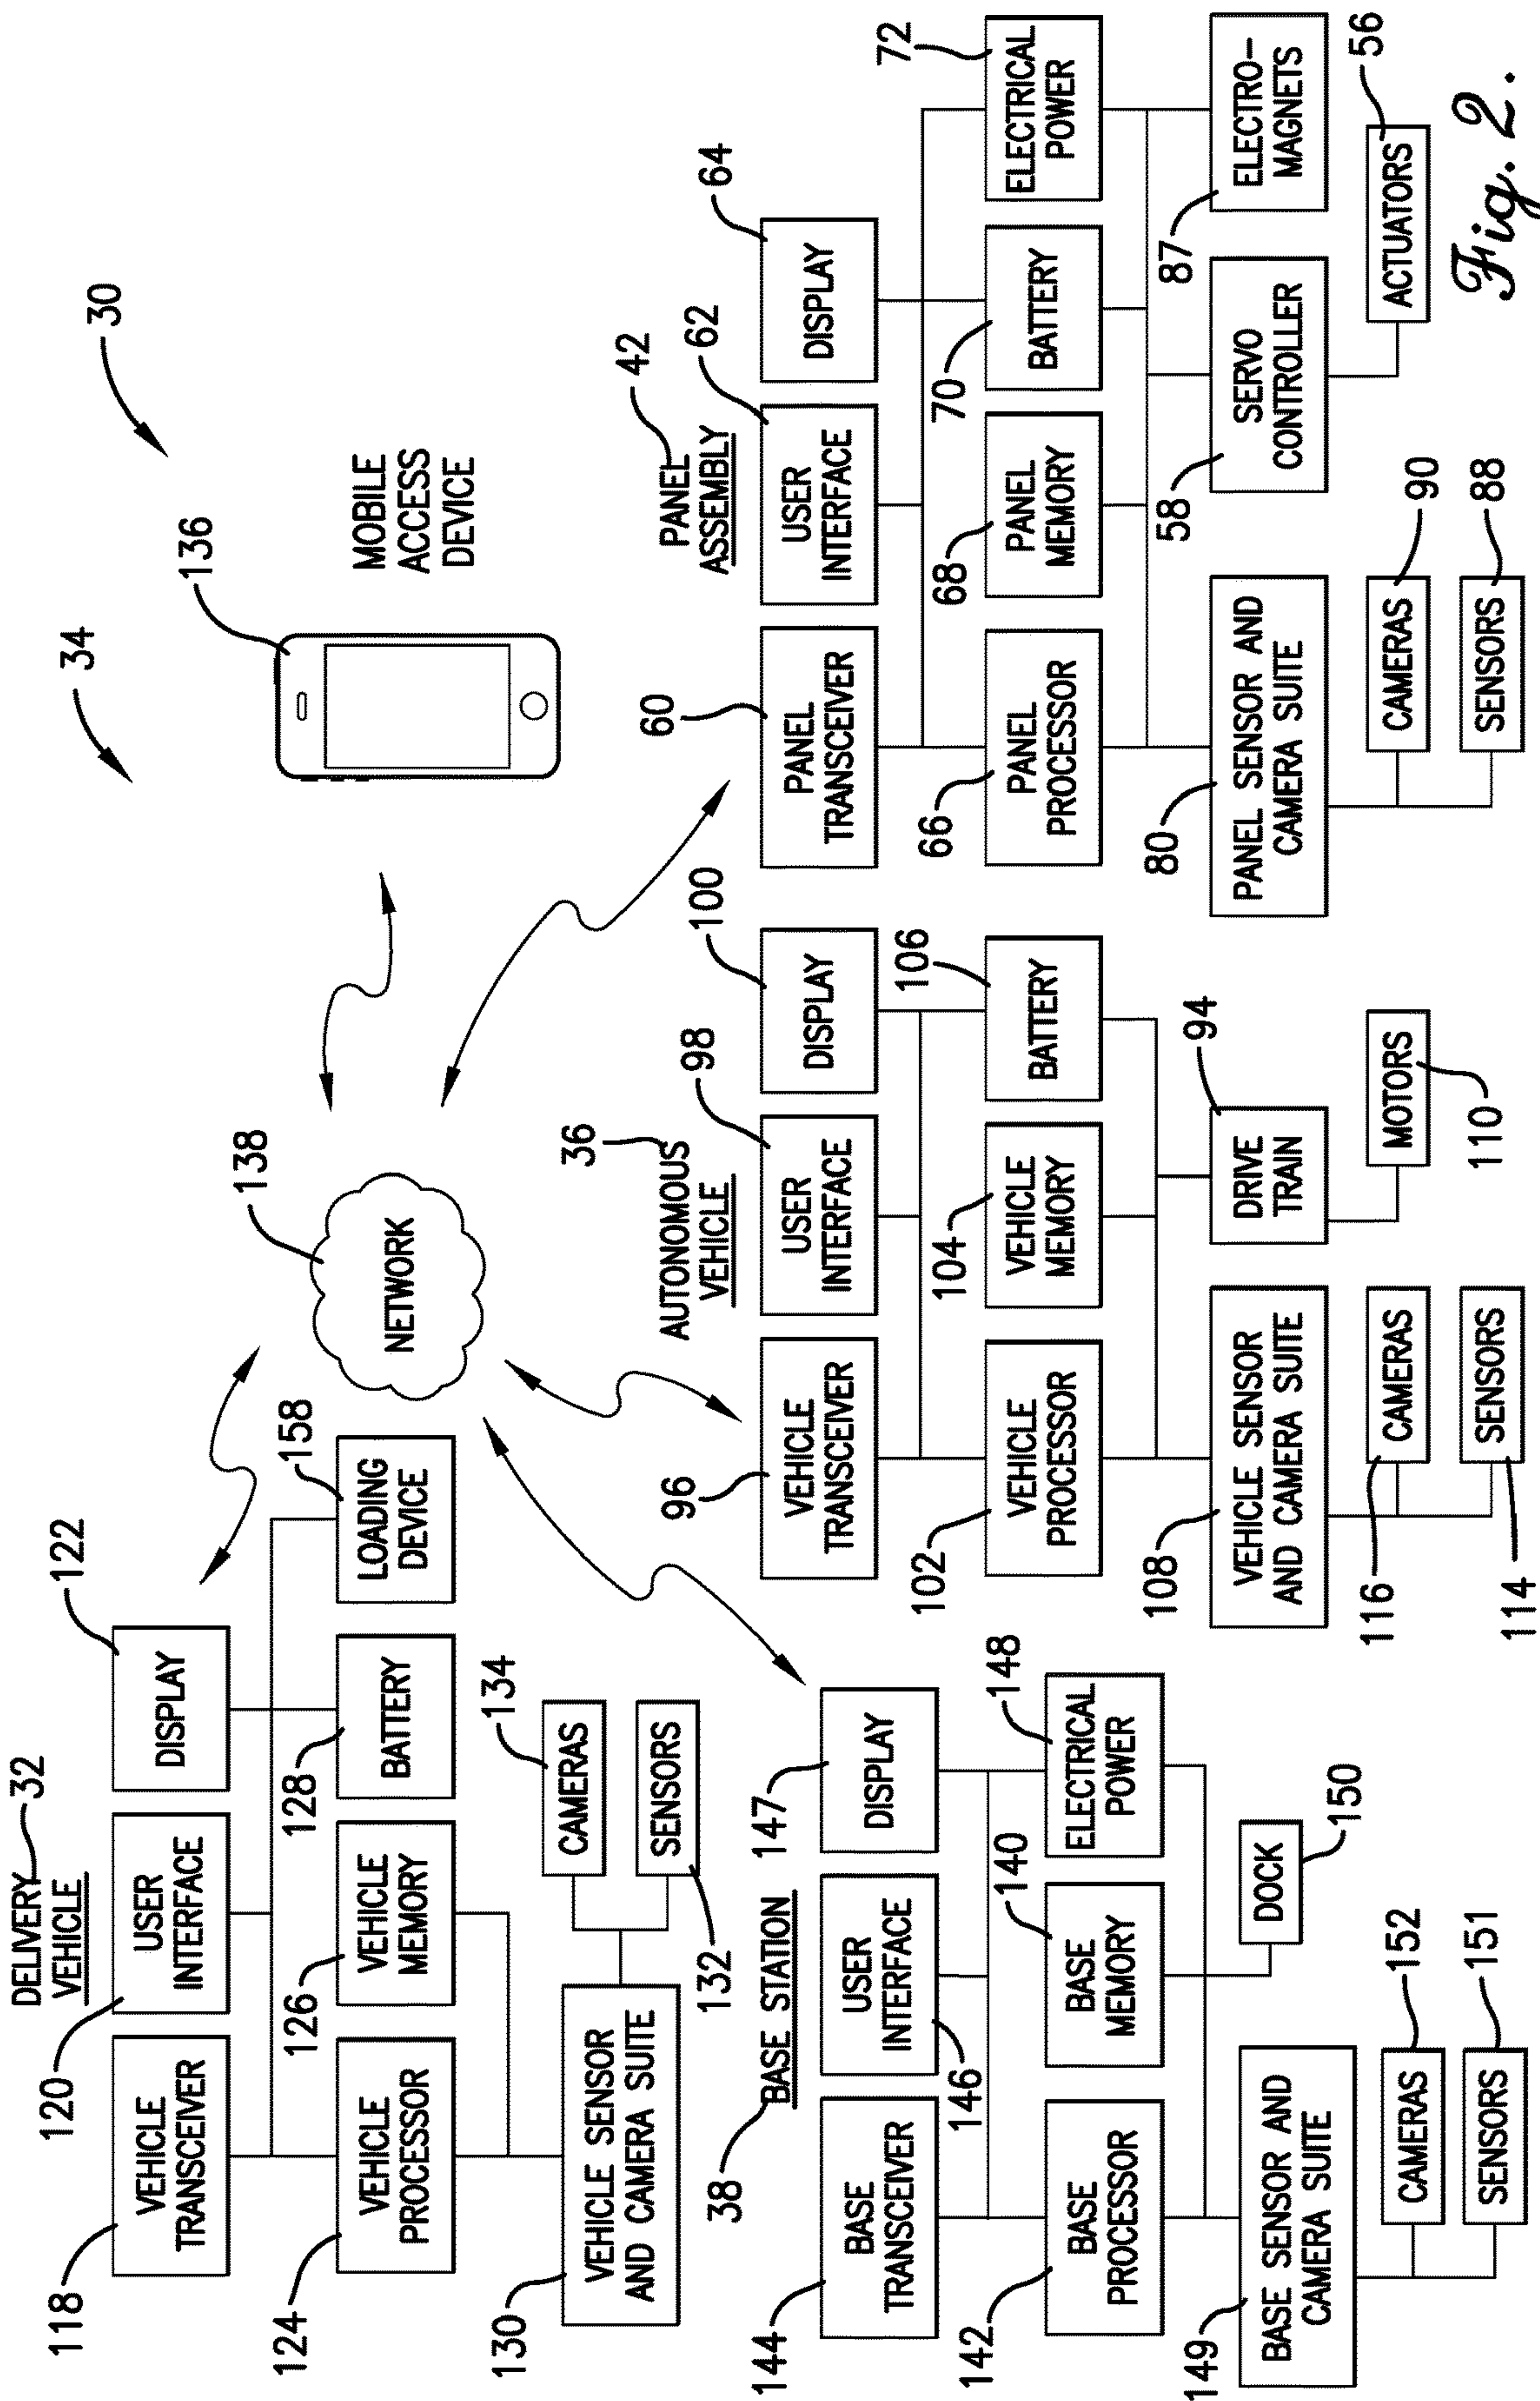 30
34
136
MOBILE
ACCESS
DEVICE
138
NETWORK
DELIVERY
VEHICLE
32
118
VEHICLE
TRANSCEIVER
120
USER
INTERFACE
122
DISPLAY
124
VEHICLE
PROCESSOR
126
VEHICLE
MEMORY
128
BATTERY
158
LOADING
DEVICE
130
VEHICLE SENSOR
AND CAMERA SUITE
134
CAMERAS
132
SENSORS
38
BASE STATION
144
BASE
TRANSCEIVER
146
USER
INTERFACE
147
DISPLAY
142
BASE
PROCESSOR
140
BASE
MEMORY
148
ELECTRICAL
POWER
149
BASE SENSOR AND
CAMERA SUITE
150
DOCK
152
CAMERAS
151
SENSORS
36
AUTONOMOUS
VEHICLE
96
VEHICLE
TRANSCEIVER
98
USER
INTERFACE
100
DISPLAY
102
VEHICLE
PROCESSOR
104
VEHICLE
MEMORY
106
BATTERY
108
VEHICLE SENSOR
AND CAMERA SUITE
94
DRIVE
TRAIN
116
CAMERAS
110
MOTORS
114
SENSORS
42
PANEL
ASSEMBLY
60
PANEL
TRANSCEIVER
62
USER
INTERFACE
64
DISPLAY
66
PANEL
PROCESSOR
68
PANEL
MEMORY
70
BATTERY
72
ELECTRICAL
POWER
80
PANEL SENSOR AND
CAMERA SUITE
58
SERVO
CONTROLLER
87
ELECTRO-
MAGNETS
90
CAMERAS
56
ACTUATORS
88
SENSORS
Fig. 2.